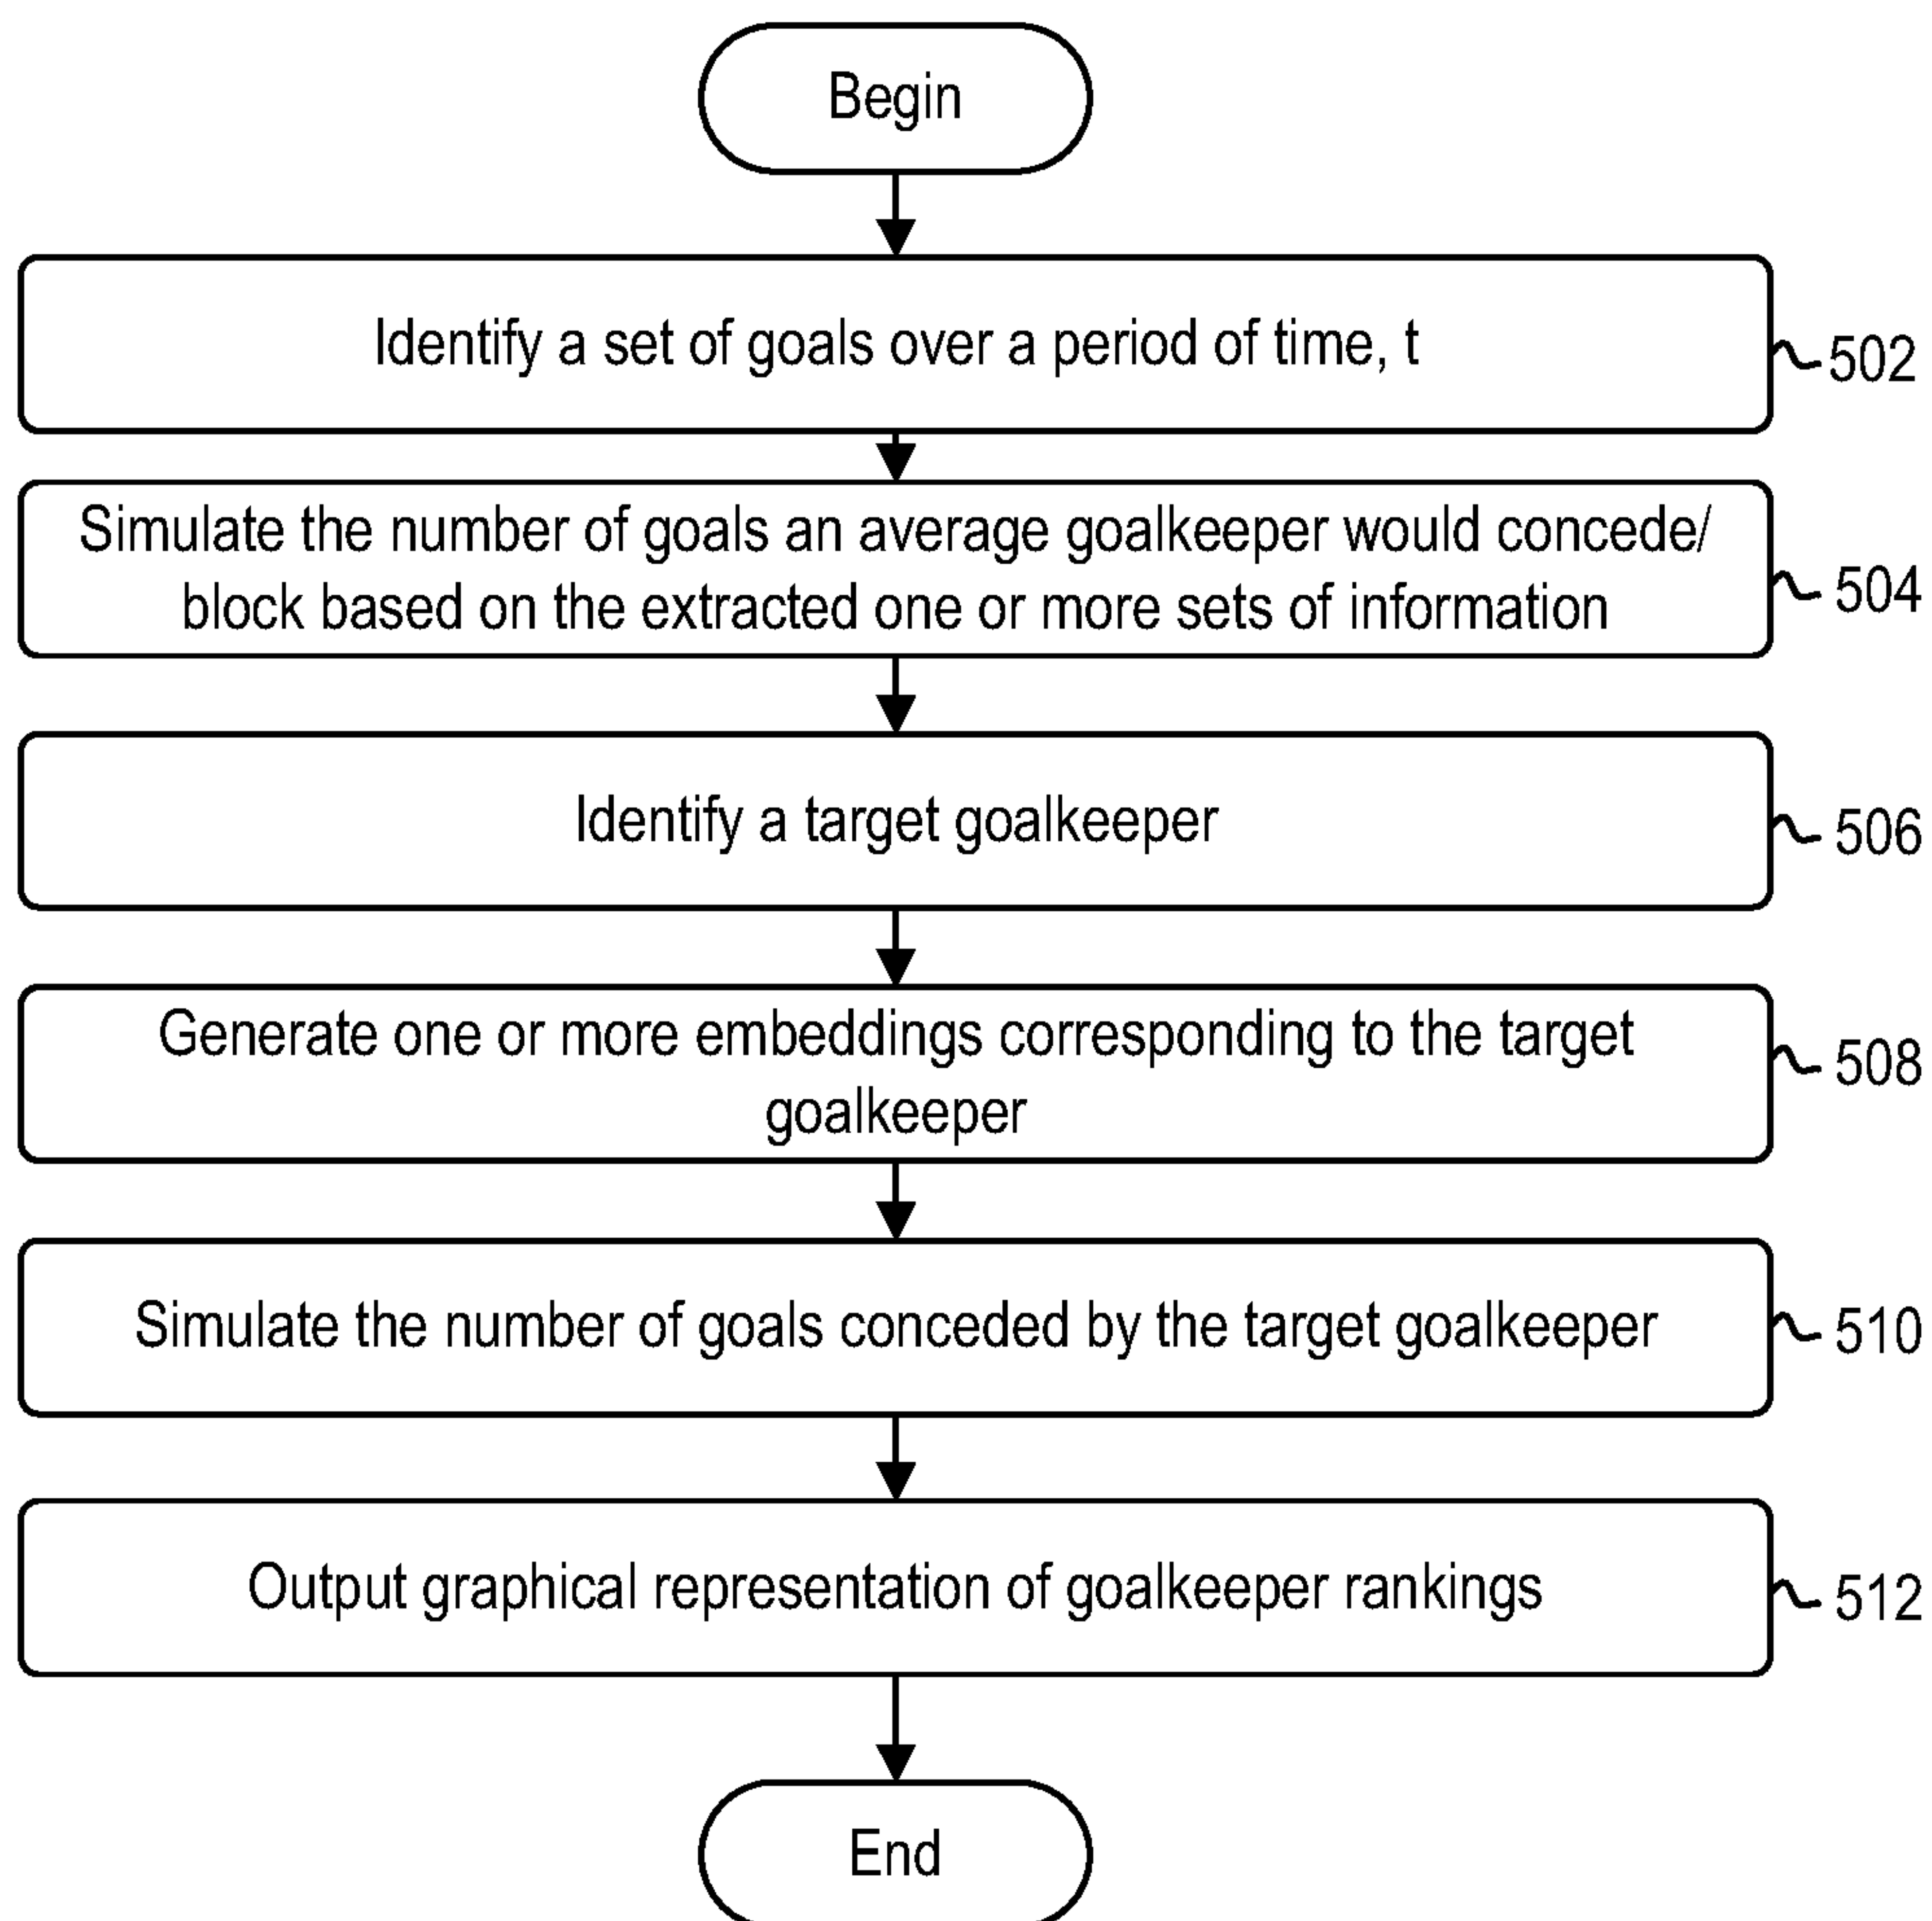 Begin
Identify a set of goals over a period of time, t
502
Simulate the number of goals an average goalkeeper would concede/
block based on the extracted one or more sets of information
504
Identify a target goalkeeper
506
Generate one or more embeddings corresponding to the target
goalkeeper
508
Simulate the number of goals conceded by the target goalkeeper
510
Output graphical representation of goalkeeper rankings
512
End